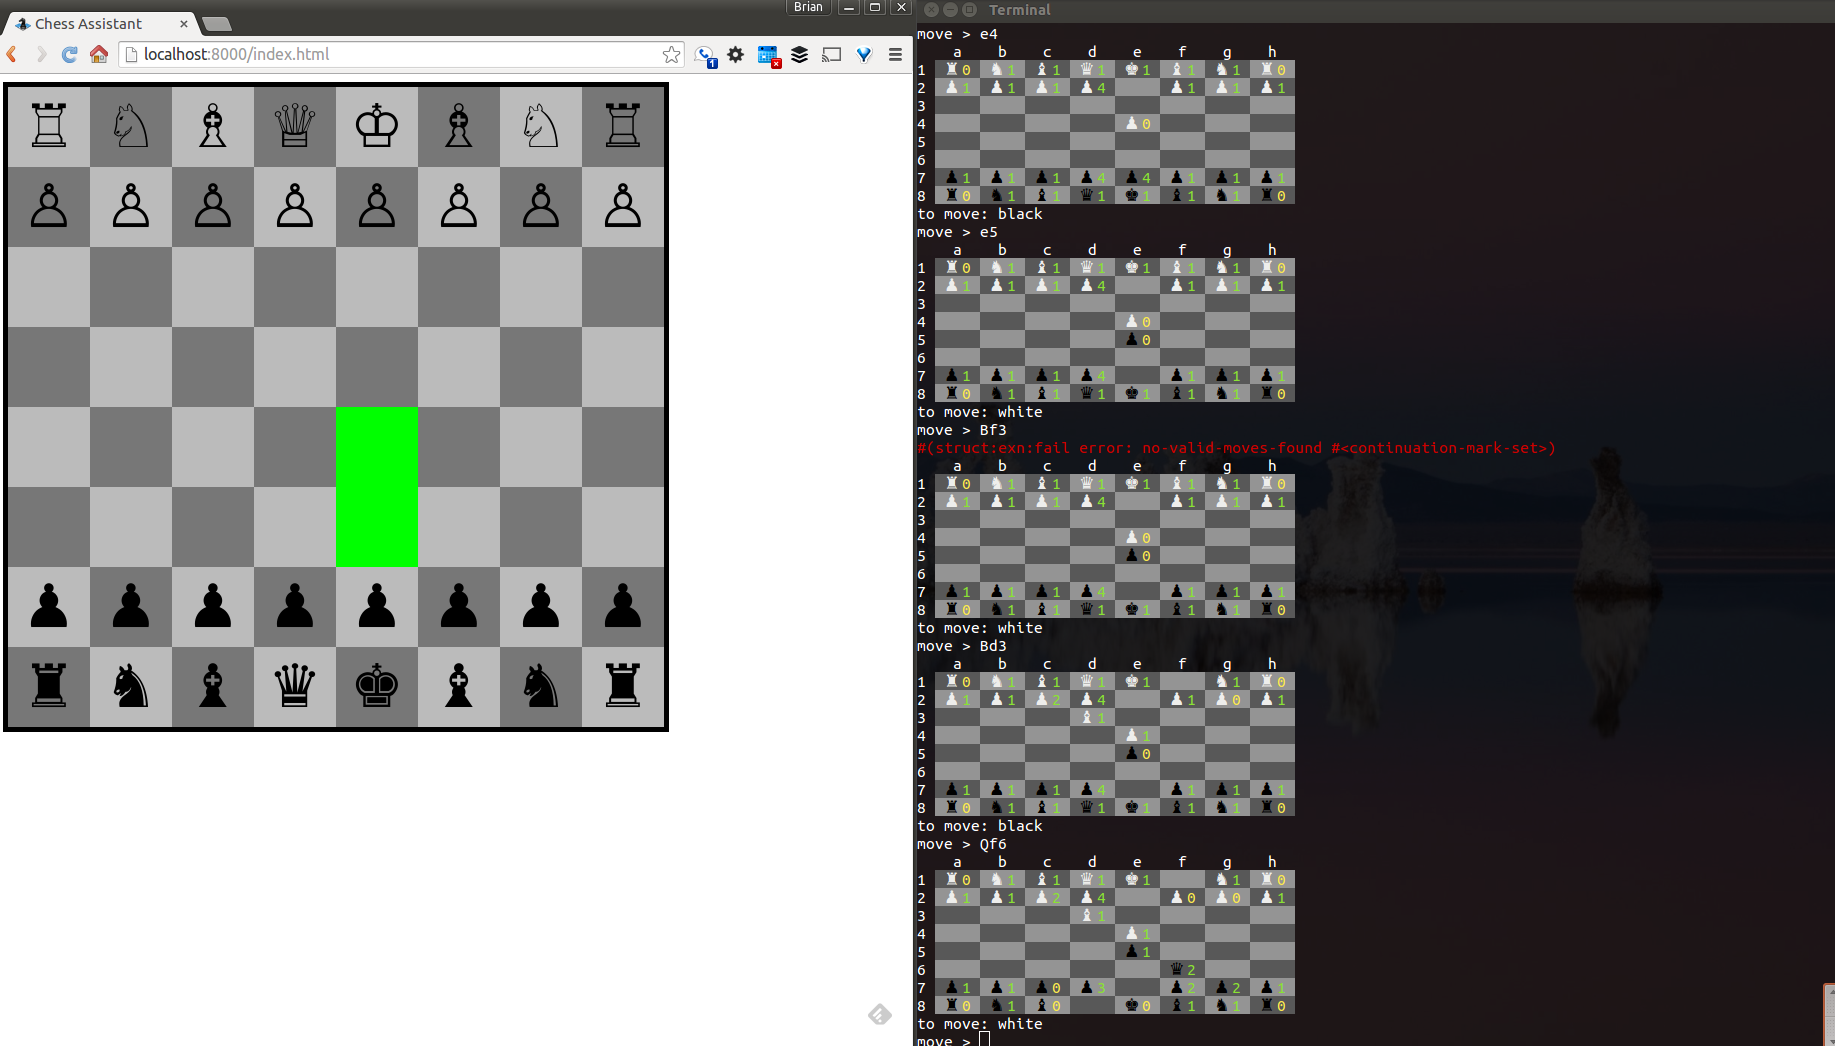 Brian
Chess Assistant
localhost:8000/index.html
1
Terminal
move > e4
a b c d e f g h
1 0 1 1 1 1 1 1 0
2 1 1 1 4 1 1 1
3
4 0
5
6
7 1 1 1 4 4 1 1 1
8 0 1 1 1 1 1 1 0
to move: black
move > e5
a b c d e f g h
1 0 1 1 1 1 1 1 0
2 1 1 1 4 1 1 1
3
4 0
5 0
6
7 1 1 1 4 1 1 1
8 0 1 1 1 1 1 1 0
to move: white
move > Bf3
#(struct:exn:fail error: no-valid-moves-found #<continuation-mark-set>)
a b c d e f g h
1 0 1 1 1 1 1 1 0
2 1 1 1 4 1 1 1
3
4 0
5 0
6
7 1 1 1 4 1 1 1
8 0 1 1 1 1 1 1 0
to move: white
move > Bd3
a b c d e f g h
1 0 1 1 1 1 1 0
2 1 1 2 4 1 0 1
3 1
4 1
5 0
6
7 1 1 1 4 1 1 1
8 0 1 1 1 1 1 1 0
to move: black
move > Qf6
a b c d e f g h
1 0 1 1 1 1 1 0
2 1 1 2 4 0 0 1
3 1
4 1
5 1
6 2
7 1 1 0 3 2 2 1
8 0 1 0 0 1 1 0
to move: white
move >